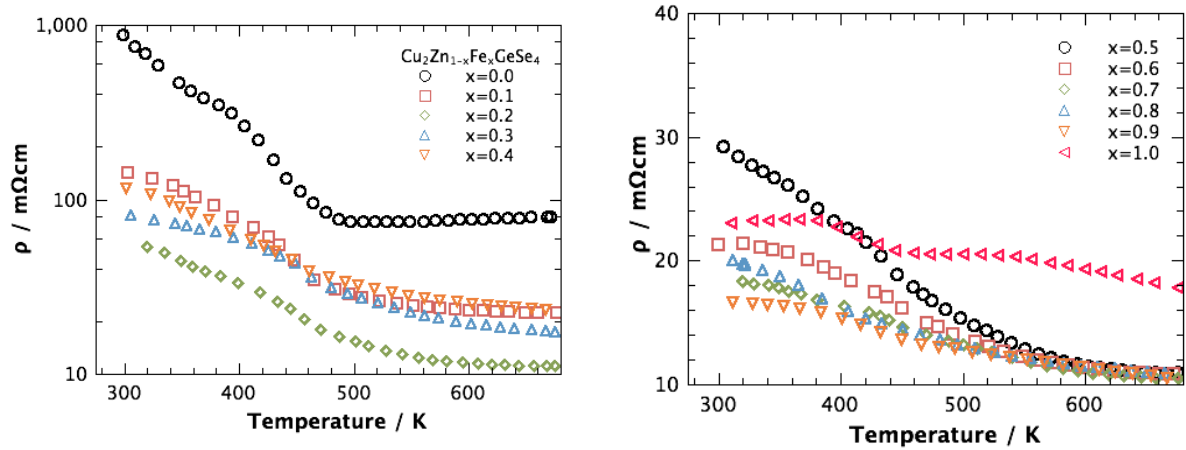 1,000
100
10
ρ / mΩcm
300
400
500
600
Temperature / K
Cu₂Zn₁₋ₓFeₓGeSe₄
x=0.0
x=0.1
x=0.2
x=0.3
x=0.4
40
30
20
10
ρ / mΩcm
300
400
500
600
Temperature / K
x=0.5
x=0.6
x=0.7
x=0.8
x=0.9
x=1.0